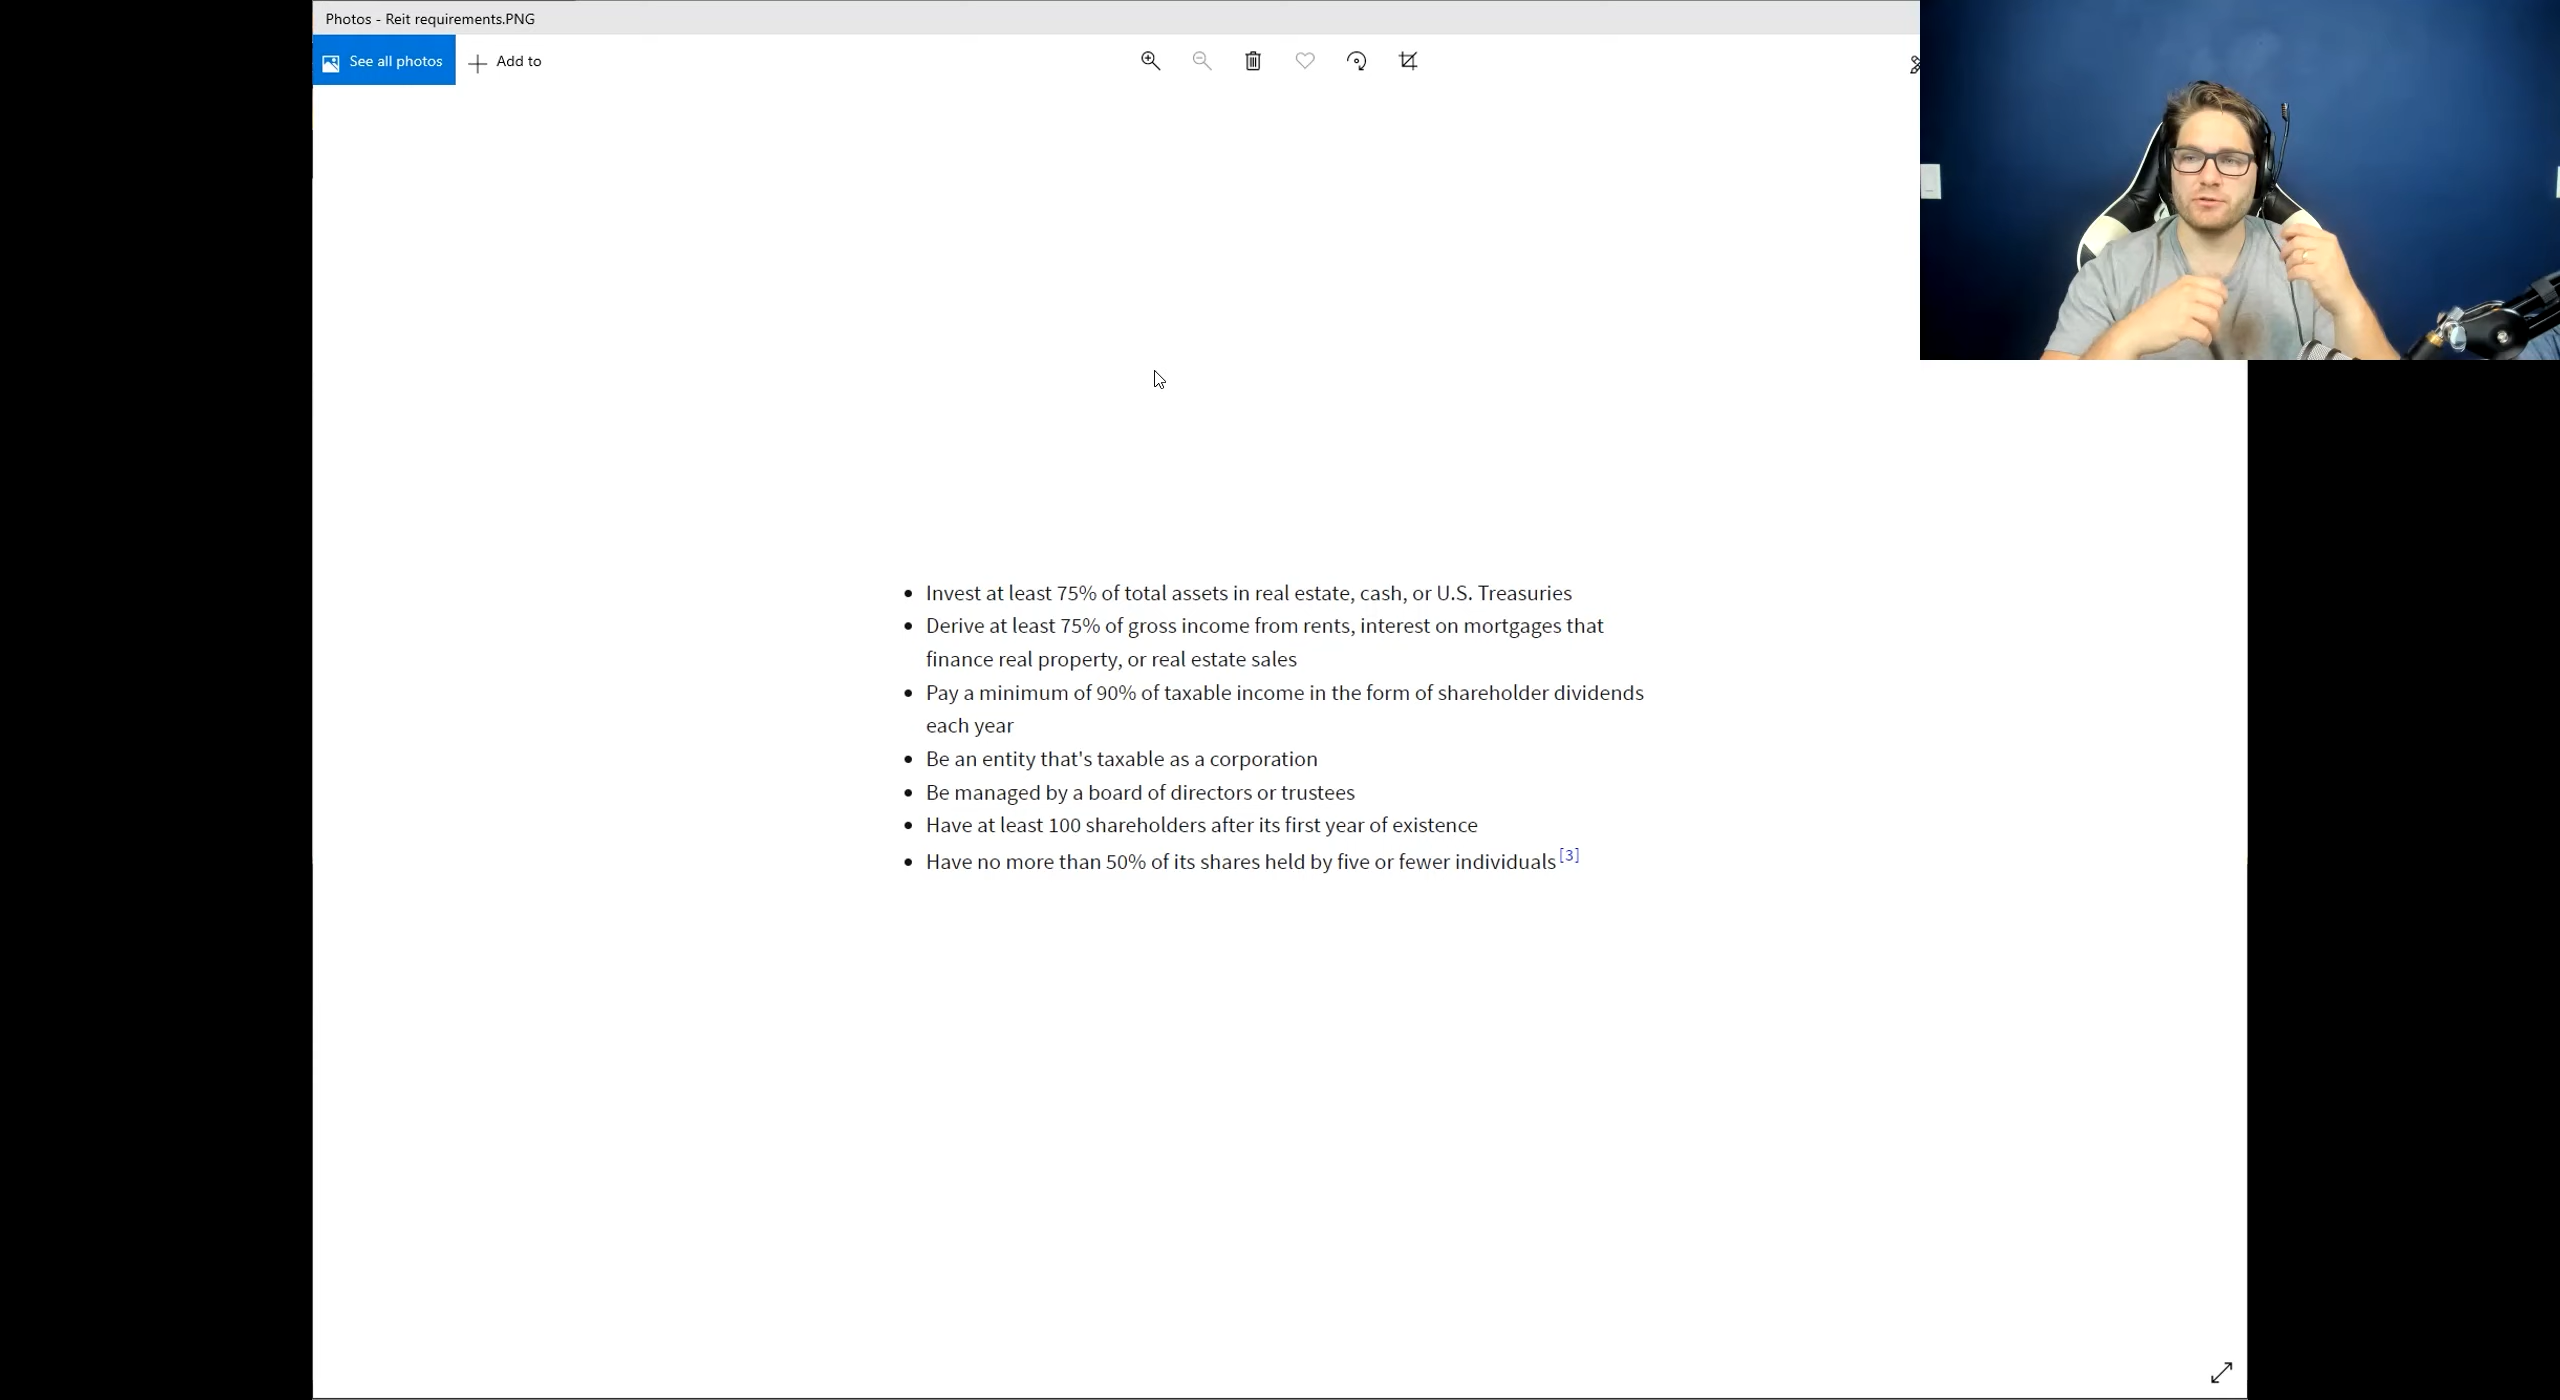 Photos - Reit requirements.PNG
See all photos
Add to
• Invest at least 75% of total assets in real estate, cash, or U.S. Treasuries
• Derive at least 75% of gross income from rents, interest on mortgages that
finance real property, or real estate sales
• Pay a minimum of 90% of taxable income in the form of shareholder dividends
each year
• Be an entity that's taxable as a corporation
• Be managed by a board of directors or trustees
• Have at least 100 shareholders after its first year of existence
• Have no more than 50% of its shares held by five or fewer individuals [3]